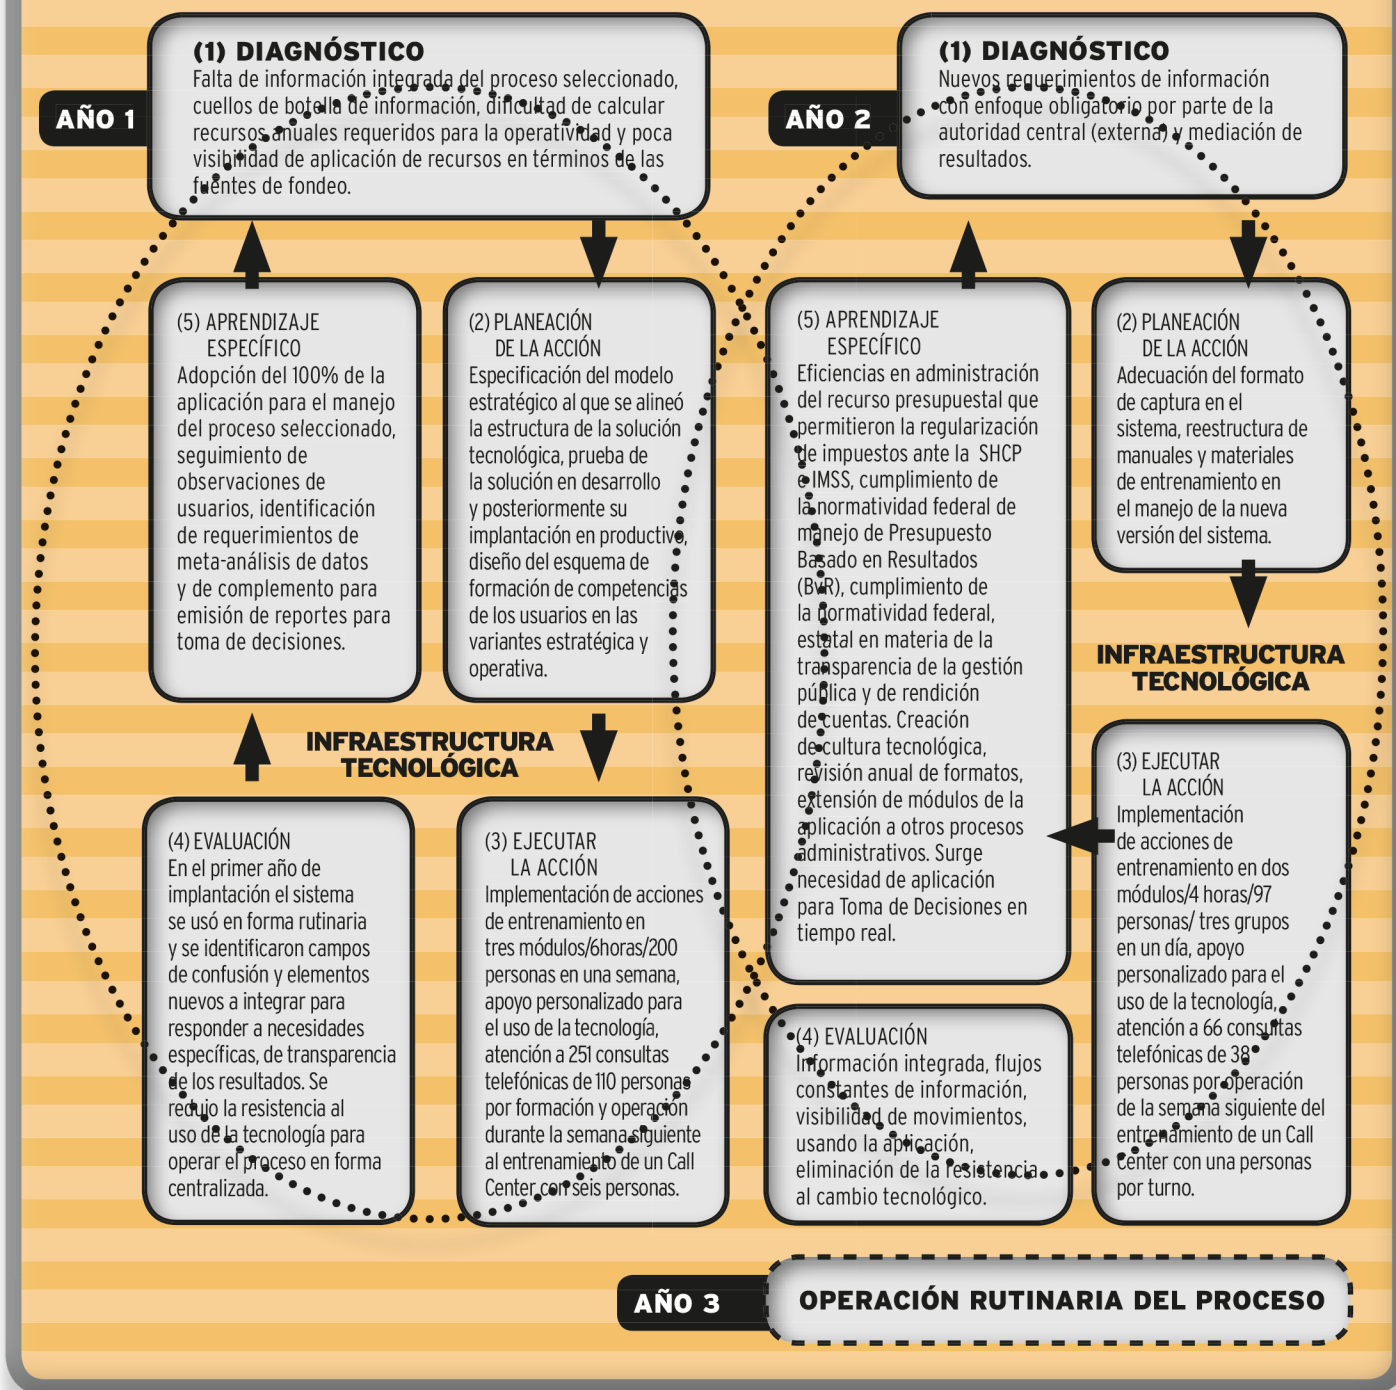 AÑO 1
(1) DIAGNÓSTICO
Falta de información integrada del proceso seleccionado,
cuellos de botella de información, dificultad de calcular
recursos anuales requeridos para la operatividad y poca
visibilidad de aplicación de recursos en términos de las
fuentes de fondeo.
(5) APRENDIZAJE
ESPECÍFICO
Adopción del 100% de la
aplicación para el manejo
del proceso seleccionado,
seguimiento de
observaciones de
usuarios, identificación
de requerimientos de
meta-análisis de datos
y de complemento para
emisión de reportes para
toma de decisiones.
(2) PLANEACIÓN
DE LA ACCIÓN
Especificación del modelo
estratégico al que se alineó
la estructura de la solución
tecnológica, prueba de
la solución en desarrollo
y posteriormente su
implantación en productivo,
diseño del esquema de
formación de competencias
de los usuarios en las
variantes estratégica y
operativa.
INFRAESTRUCTURA
TECNOLÓGICA
(4) EVALUACIÓN
En el primer año de
implantación el sistema
se usó en forma rutinaria
y se identificaron campos
de confusión y elementos
nuevos a integrar para
responder a necesidades
específicas, de transparencia
de los resultados. Se
redujo la resistencia al
uso de la tecnología para
operar el proceso en forma
centralizada.
(3) EJECUTAR
LA ACCIÓN
Implementación de acciones
de entrenamiento en
tres módulos/6horas/200
personas en una semana,
apoyo personalizado para
el uso de la tecnología,
atención a 251 consultas
telefónicas de 110 personas
por formación y operación
durante la semana siguiente
al entrenamiento de un Call
Center con seis personas.
AÑO 2
(1) DIAGNÓSTICO
Nuevos requerimientos de información
con enfoque obligatorio por parte de la
autoridad central (externa) y mediación de
resultados.
(5) APRENDIZAJE
ESPECÍFICO
Eficiencias en administración
del recurso presupuestal que
permitieron la regularización
de impuestos ante la SHCP
e IMSS, cumplimiento de
la normatividad federal de
manejo de Presupuesto
Basado en Resultados
(BvR), cumplimiento de
la normatividad federal,
estatal en materia de la
transparencia de la gestión
pública y de rendición
de cuentas. Creación
de cultura tecnológica,
revisión anual de formatos,
extensión de módulos de la
aplicación a otros procesos
administrativos. Surge
necesidad de aplicación
para Toma de Decisiones en
tiempo real.
(2) PLANEACIÓN
DE LA ACCIÓN
Adecuación del formato
de captura en el
sistema, reestructura de
manuales y materiales
de entrenamiento en
el manejo de la nueva
versión del sistema.
INFRAESTRUCTURA
TECNOLÓGICA
(3) EJECUTAR
LA ACCIÓN
Implementación
de acciones de
entrenamiento en dos
módulos/4 horas/97
personas/ tres grupos
en un día, apoyo
personalizado para el
uso de la tecnología,
atención a 66 consultas
telefónicas de 38
personas por operación
de la semana siguiente del
entrenamiento de un Call
Center con una personas
por turno.
(4) EVALUACIÓN
Información integrada, flujos
constantes de información,
visibilidad de movimientos,
usando la aplicación,
eliminación de la resistencia
al cambio tecnológico.
AÑO 3
OPERACIÓN RUTINARIA DEL PROCESO